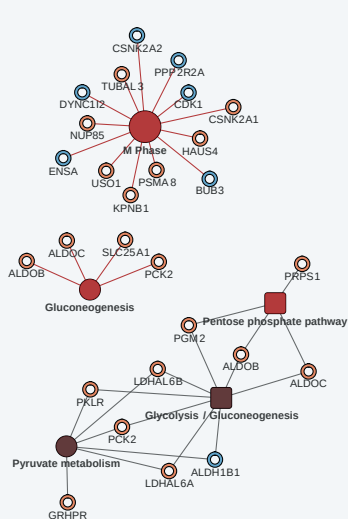 CSNK2A2
PPP2R2A
TUBAL3
DYNC1I2
CDK1
CSNK2A1
NUP85
HAUS4
M Phase
ENSA
USO1
PSMA8
BUB3
KPNB1
ALDOC
SLC25A1
ALDOB
PCK2
PRPS1
Gluconeogenesis
Pentose phosphate pathway
PGM2
ALDOB
LDHAL6B
ALDOC
PKLR
Glycolysis / Gluconeogenesis
PCK2
Pyruvate metabolism
ALDH1B1
LDHAL6A
GRHPR